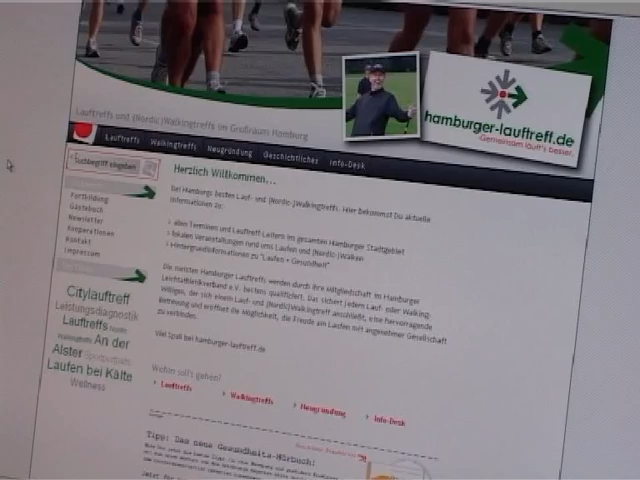 hamburger-lauftreff.de
Gemeinsam läuft's besser.
Lauftreffs und (Nordic-)Walkingtreffs im Großraum Hamburg
Lauftreffs Walkingtreffs Neugründung Geschichtliches Info-Desk
Suchbegriff eingeben
Herzlich Willkommen...
Bei Hamburgs besten Lauf- und (Nordic-)Walkingtreffs. Hier bekommst Du aktuelle
Informationen zu:
> allen Terminen und Lauftreff-Leitern im gesamten Hamburger Stadtgebiet
> lokalen Veranstaltungen rund ums Laufen und (Nordic-)Walken
> Hintergrundinformationen zu "Laufen + Gesundheit"
Die meisten Hamburger Lauftreffs werden durch ihre Mitgliedschaft im Hamburger
Leichtathletikverband e.V. bestens qualifiziert. Das sichert jedem Lauf- oder Walking-
Willigen, der sich einem Lauf- und (Nordic)Walkingtreff anschließt, eine hervorragende
Betreuung und eröffnet die Möglichkeit, die Freude am Laufen mit angenehmer Gesellschaft
zu verbinden.
Viel Spaß bei hamburger-lauftreff.de
Fortbildung
Gästebuch
Newsletter
Kooperationen
Kontakt
Impressum
Citylauftreff
Leistungsdiagnostik
Lauftreffs
An der
Alster
Laufen bei Kälte
Wellness
Wohin soll's gehen?
> Lauftreffs > Walkingtreffs > Neugründung > Info-Desk
Tipp: Das neue Gesundheits-Hörbuch: